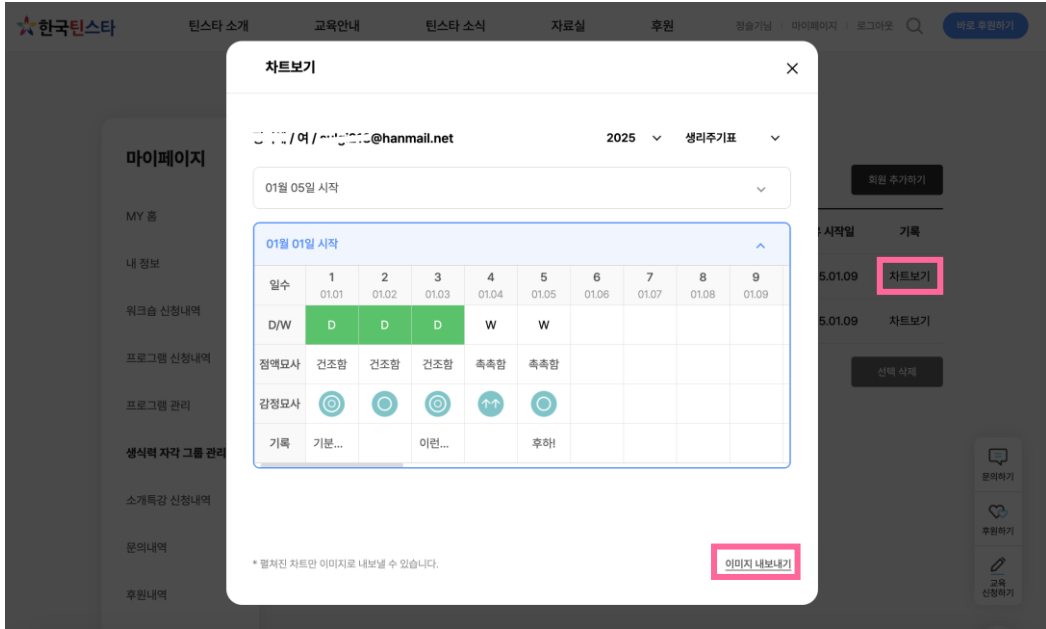 한국틴스타 틴스타 소개 교육안내 틴스타 소식 자료실 후원 정슬기님 마이페이지 로그아웃 바로 후원하기
차트보기
/ 여 / @hanmail.net 2025 생리주기표
마이페이지
회원 추가하기
01월 05일 시작
MY 홈
시작일 기록
01월 01일 시작
내 정보
5.01.09 차트보기
일수 1 2 3 4 5 6 7 8 9
01.01 01.02 01.03 01.04 01.05 01.06 01.07 01.08 01.09
워크숍 신청내역
D/W D D D W W
5.01.09 차트보기
프로그램 신청내역
점액묘사 건조함 건조함 건조함 촉촉함 촉촉함
선택 삭제
프로그램 관리
감정묘사
기록 기분... 이런... 후하!
생식력 자각 그룹 관리
문의하기
소개특강 신청내역
후원하기
문의내역
* 펼쳐진 차트만 이미지로 내보낼 수 있습니다. 이미지 내보내기
교육
신청하기
후원내역